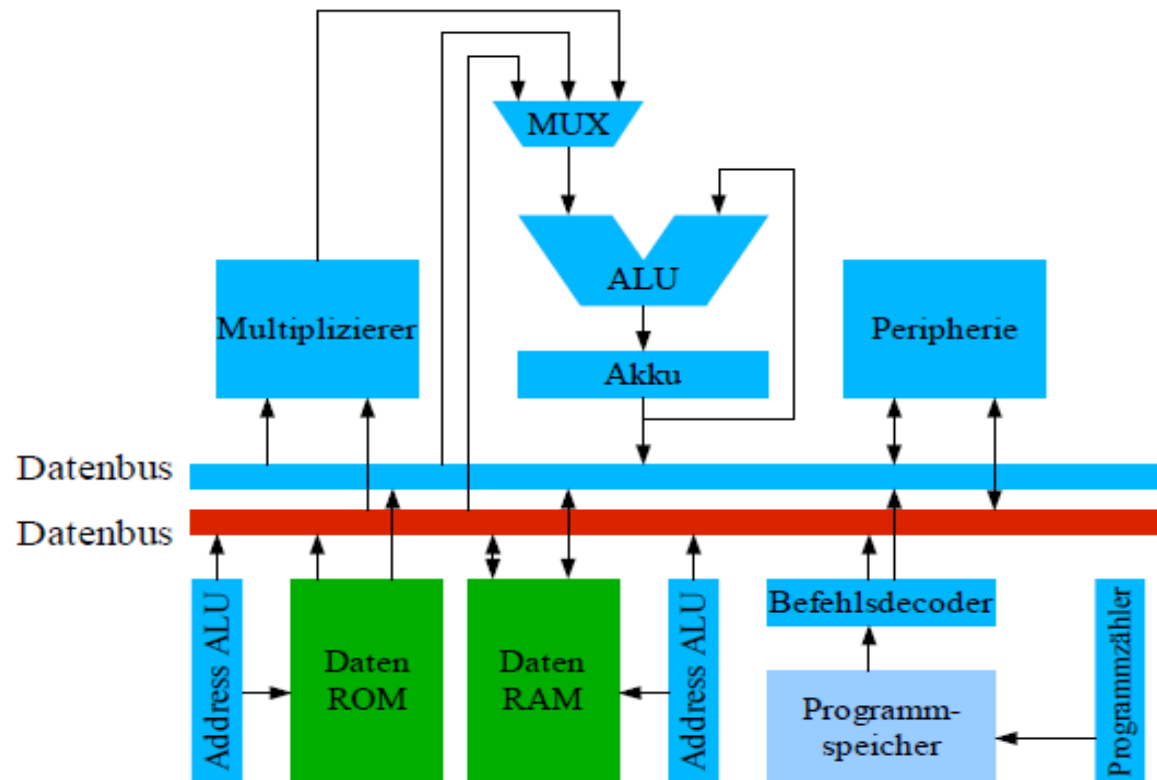 MUX
ALU
Multiplizierer
Akku
Peripherie
Datenbus
Datenbus
Address ALU
Daten
ROM
Daten
RAM
Address ALU
Befehlsdecoder
Programm-
speicher
Programmzähler